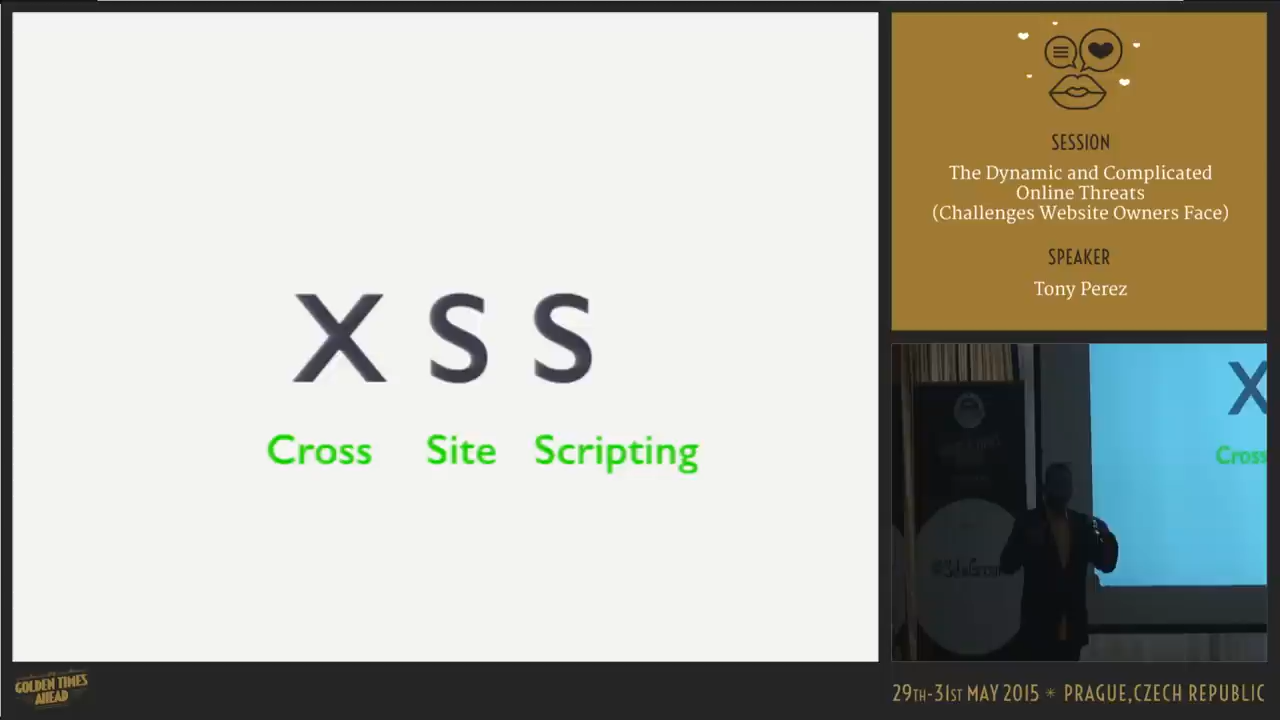 X S S
Cross Site Scripting
SESSION
The Dynamic and Complicated
Online Threats
(Challenges Website Owners Face)
SPEAKER
Tony Perez
X
Cross
GOLDEN TIMES
AHEAD
29TH-31ST MAY 2015 * PRAGUE, CZECH REPUBLIC